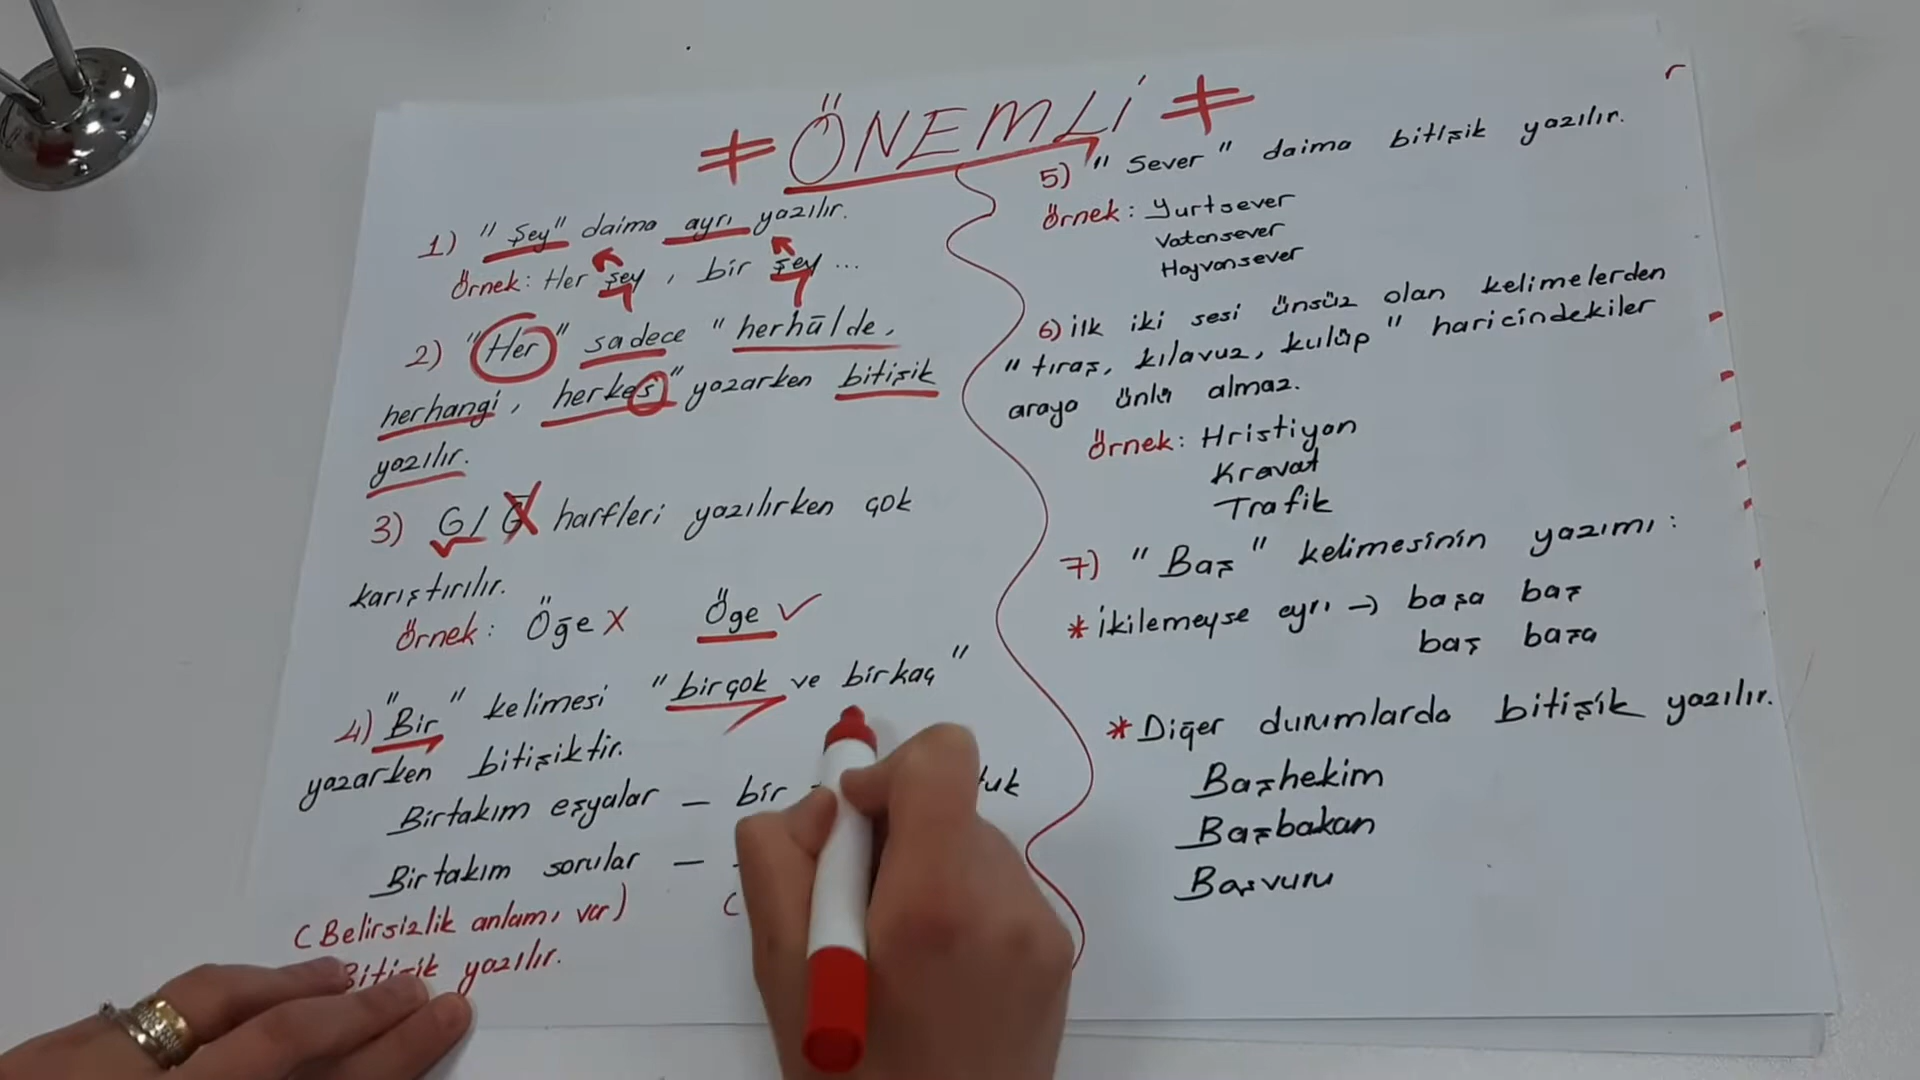 ÖNEMLİ
1) "Şey" daima ayrı yazılır.
Örnek: Her şey, bir şey ...
2) "Her" sadece "herhâlde,
herhangi, herkes" yazarken bitişik
yazılır.
3) G/Ğ harfleri yazılırken çok
karıştırılır.
Örnek: Öğe X Öge ✓
4) "Bir" kelimesi "birçok ve birkaç"
yazarken bitişiktir.
Birtakım eşyalar – bir
Birtakım sorular –
(Belirsizlik anlamı var) (
Bitişik yazılır.
5) "Sever" daima bitişik yazılır.
Örnek: Yurtsever
Vatansever
Hayvansever
6) İlk iki sesi ünsüz olan kelimelerden
"tıraş, kılavuz, kulüp" haricindekiler
araya ünlü almaz.
Örnek: Hristiyan
Kravat
Trafik
7) "Baş" kelimesinin yazımı:
* İkilemeyse ayrı → başa baş
baş başa
* Diğer durumlarda bitişik yazılır.
Başhekim
Başbakan
Başvuru